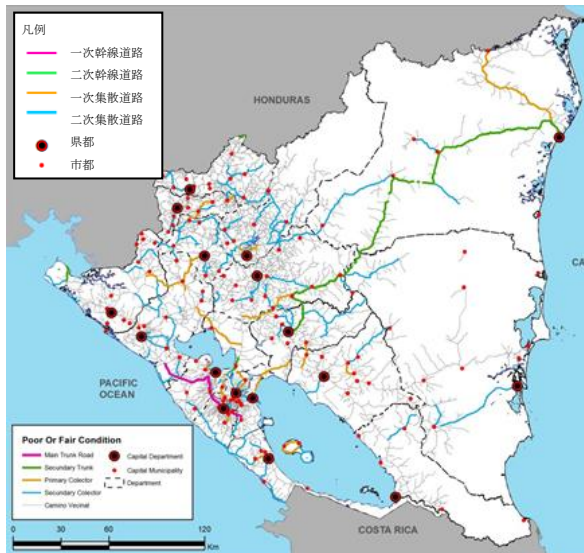 凡例
一次幹線道路
二次幹線道路
一次集散道路
二次集散道路
県都
市都
HONDURAS
CA
PACIFIC
OCEAN
Poor Or Fair Condition
Main Trunk Road
Secondary Trunk
Primary Colector
Secondary Colector
Camino Vecinal
Capital Department
Capital Municipality
Department
0 30 60 120
Km
COSTA RICA